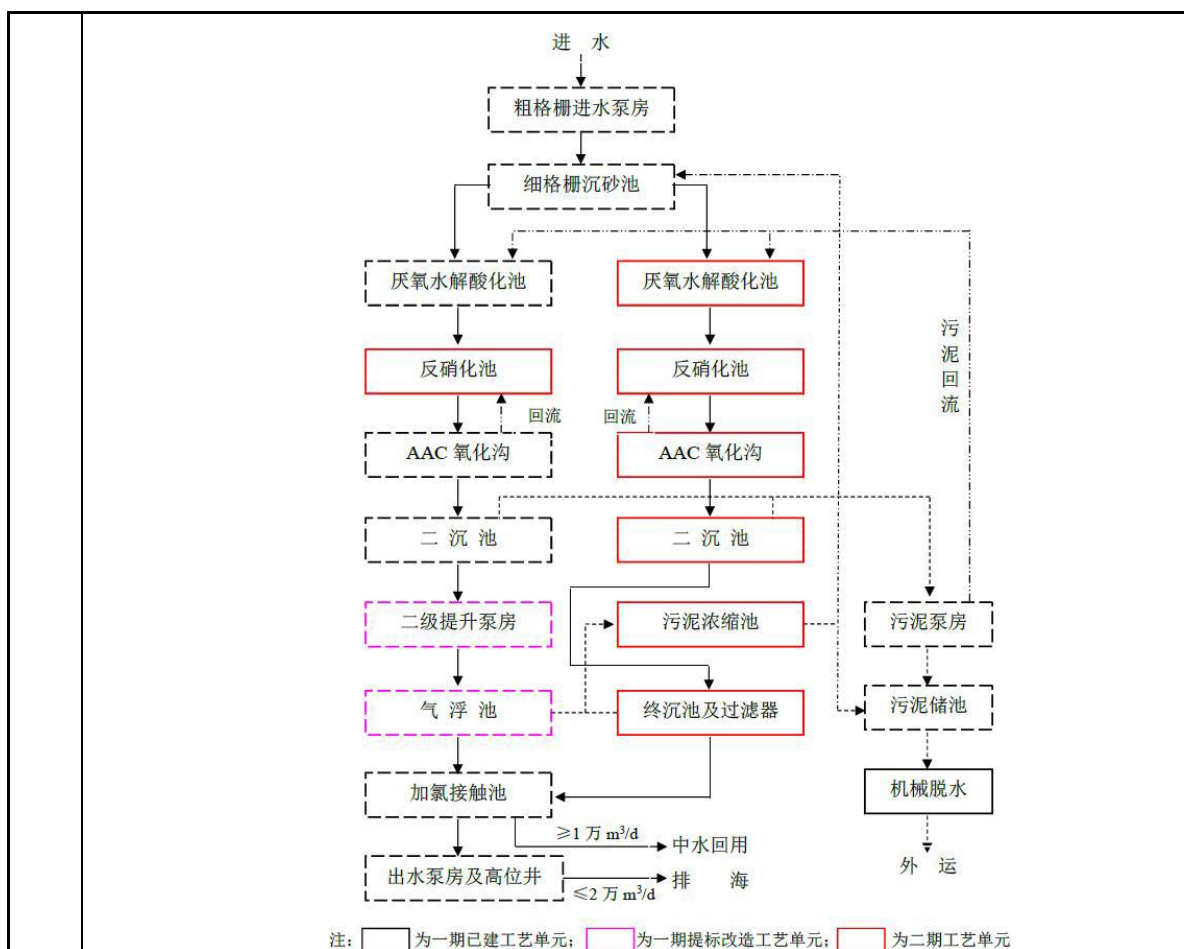 进 水
粗格栅进水泵房
细格栅沉砂池
厌氧水解酸化池 厌氧水解酸化池
反硝化池 反硝化池
污泥回流
回流 回流
AAC 氧化沟 AAC 氧化沟
二 沉 池 二 沉 池
二级提升泵房 污泥浓缩池 污泥泵房
气 浮 池 终沉池及过滤器 污泥储池
加氯接触池 机械脱水
≥1 万 m³/d
中水回用
出水泵房及高位井 排 海 外 运
≤2 万 m³/d
注: 为一期已建工艺单元; 为一期提标改造工艺单元; 为二期工艺单元